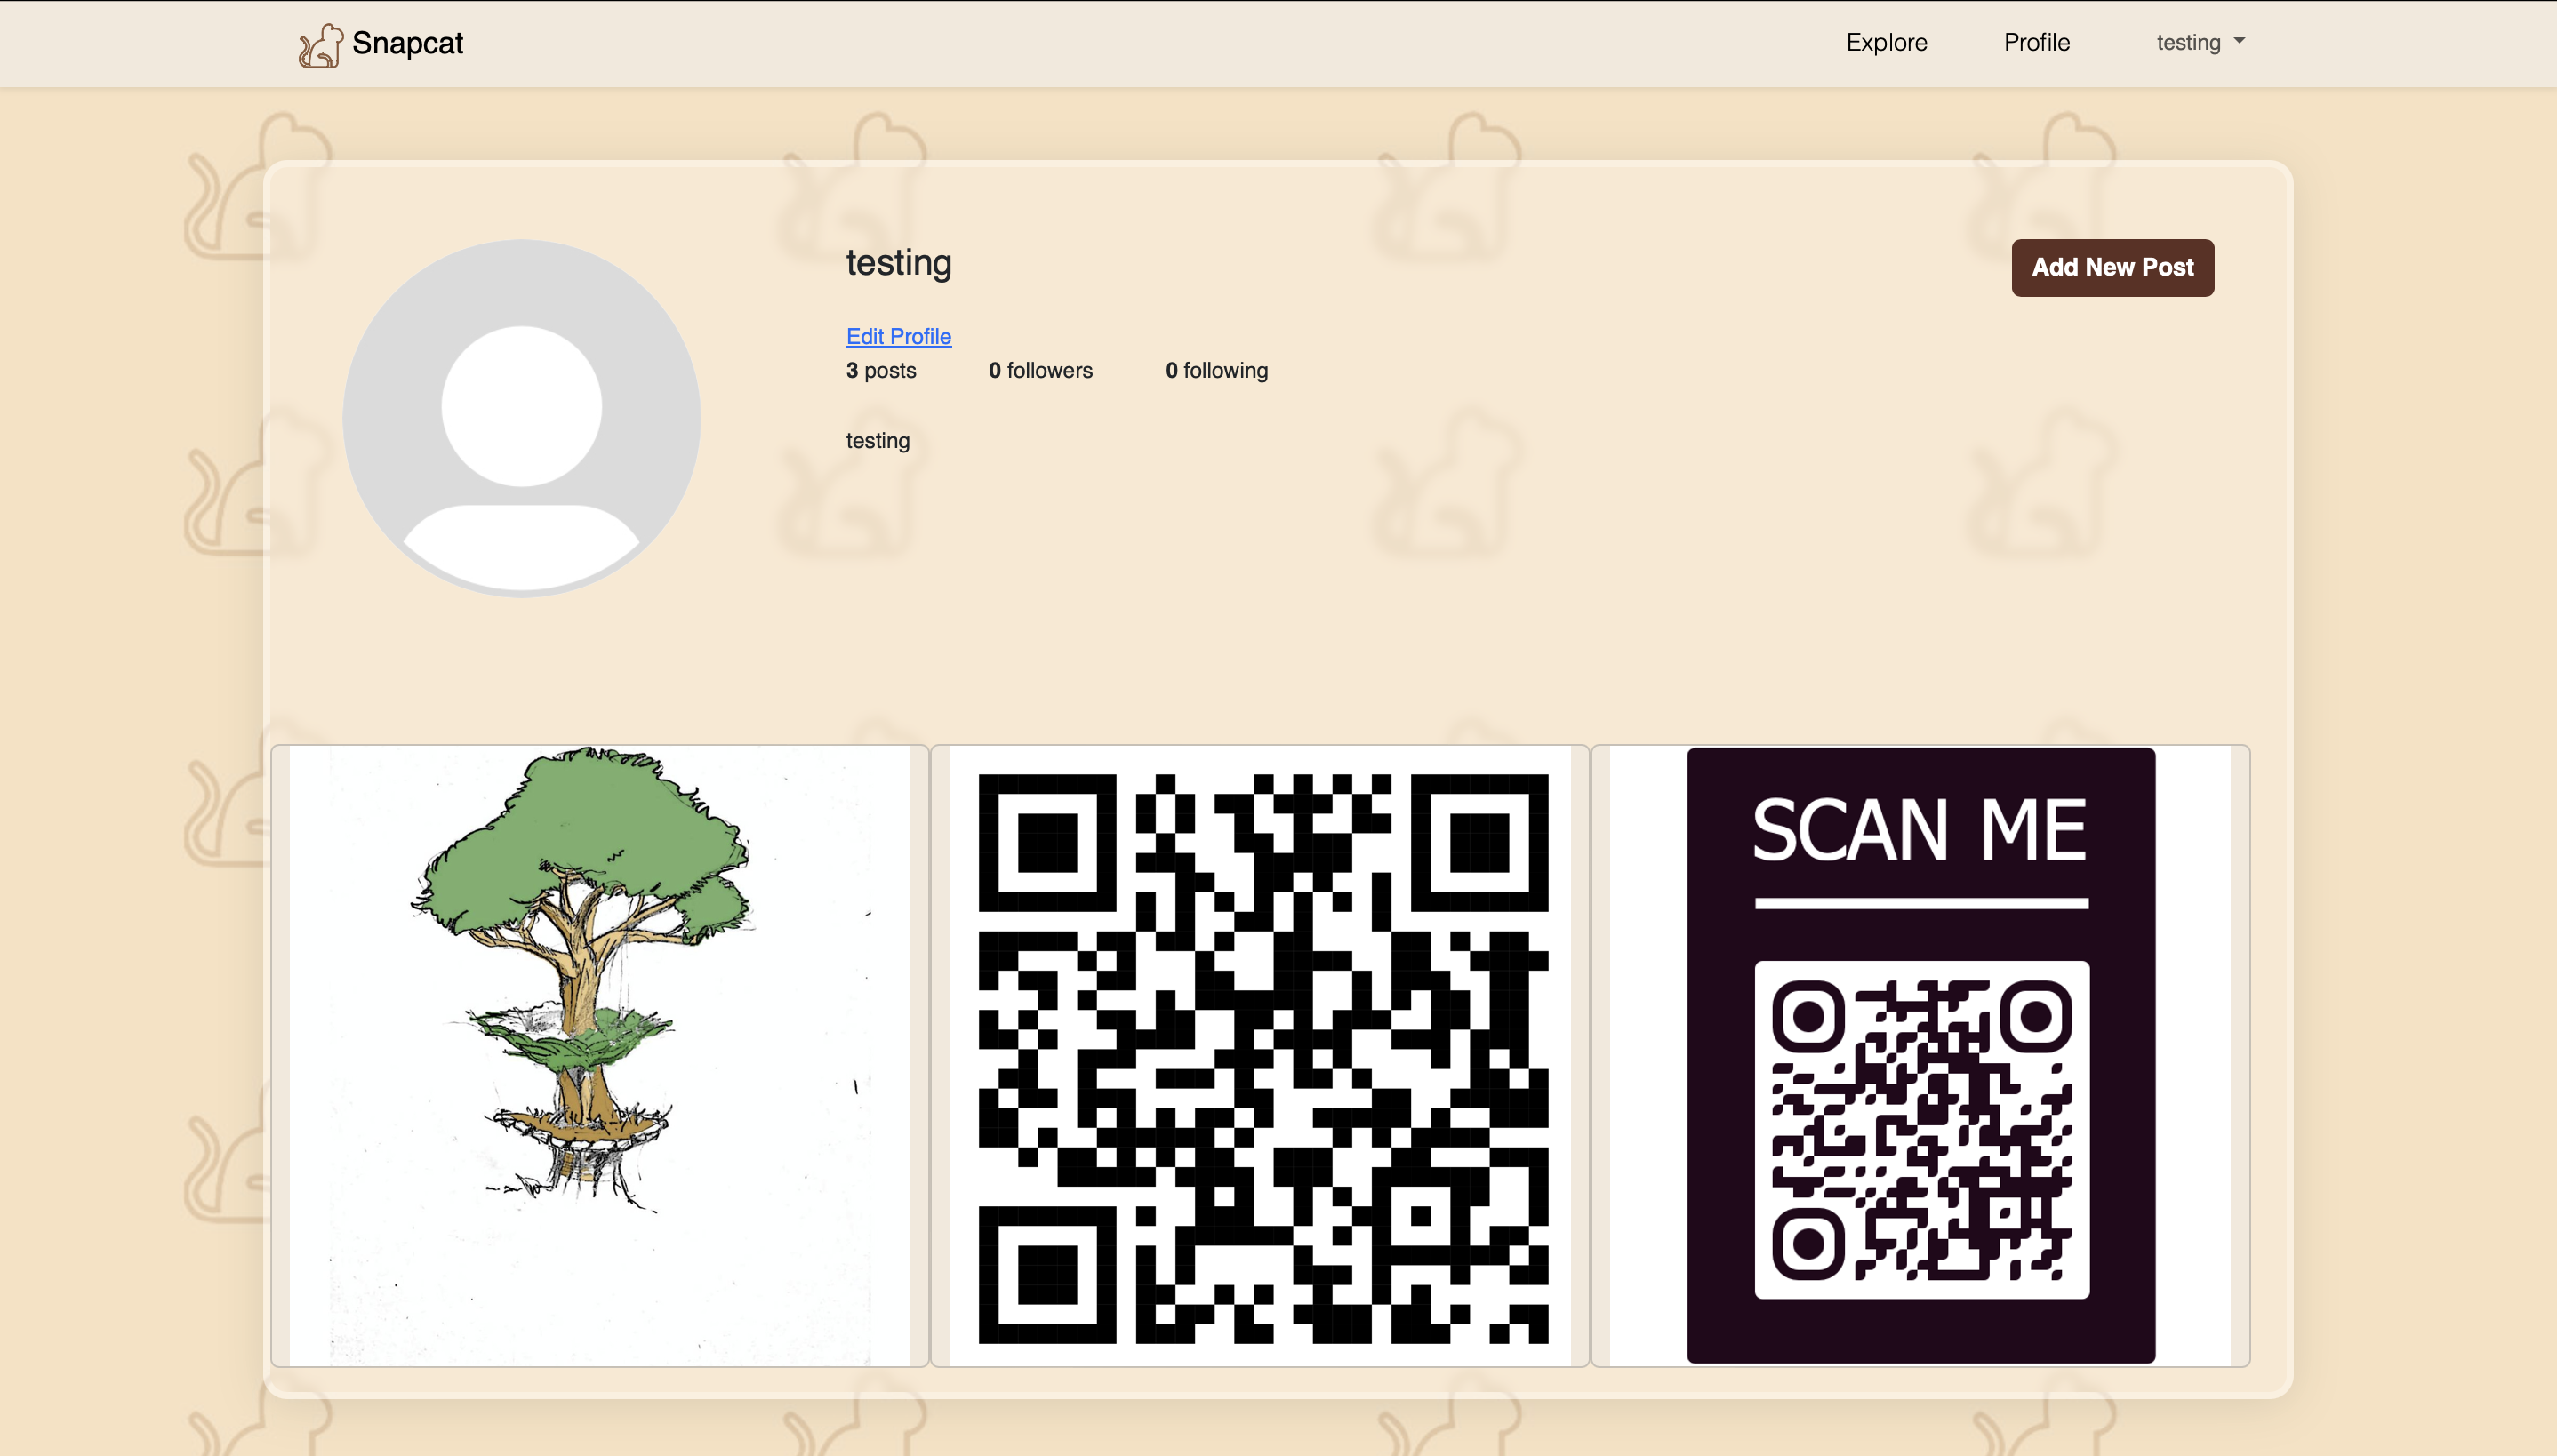 Snapcat
Explore
Profile
testing
testing
Add New Post
Edit Profile
3 posts
0 followers
0 following
testing
SCAN ME